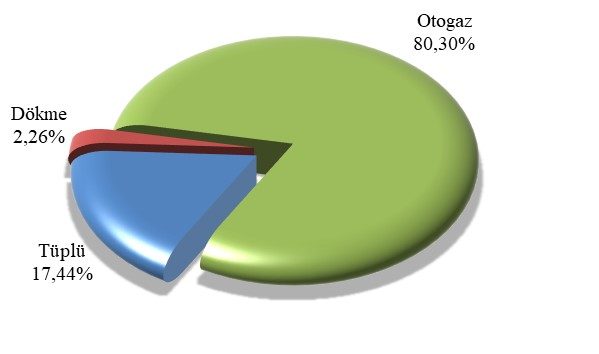 Otogaz
80,30%
Dökme
2,26%
Tüplü
17,44%